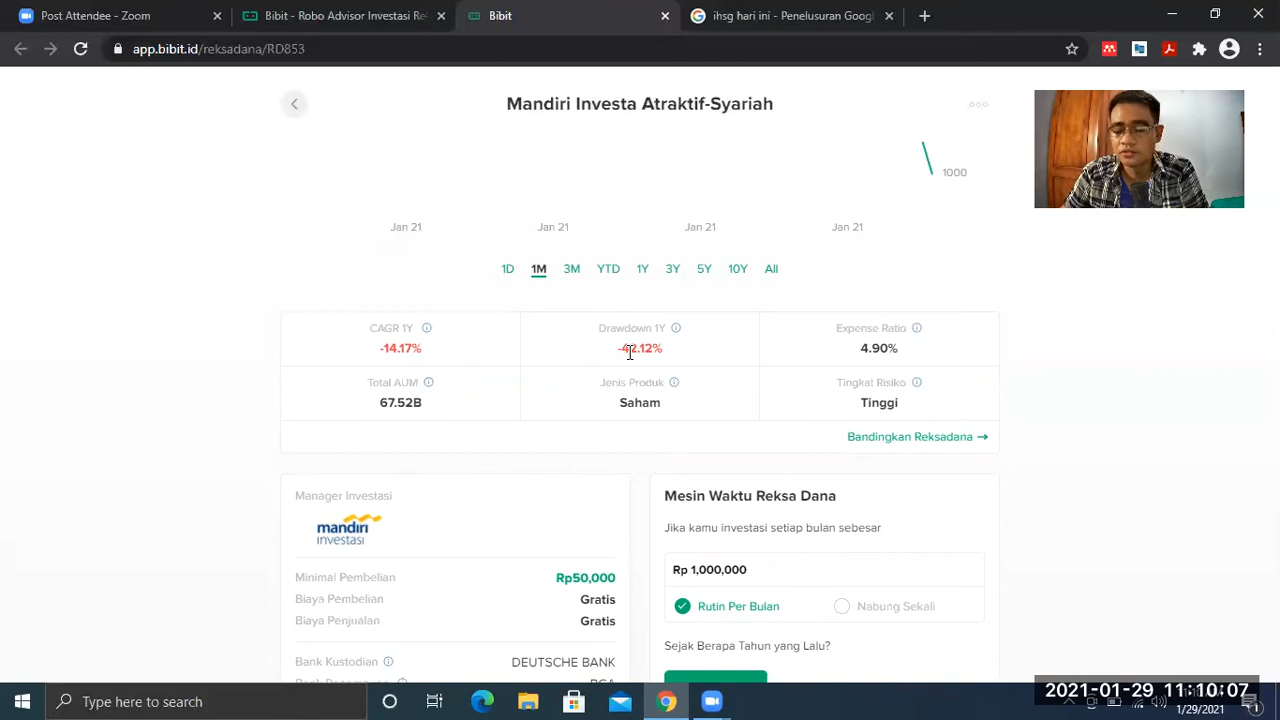 Post Attendee - Zoom
Bibit - Robo Advisor Investasi Re
Bibit
ihsg hari ini - Penelusuran Googl
app.bibit.id/reksadana/RD853
Mandiri Investa Atraktif-Syariah
1000
Jan 21 Jan 21 Jan 21 Jan 21
1D 1M 3M YTD 1Y 3Y 5Y 10Y All
CAGR 1Y Drawdown 1Y Expense Ratio
-14.17% -42.12% 4.90%
Total AUM Jenis Produk Tingkat Risiko
67.52B Saham Tinggi
Bandingkan Reksadana →
Manager Investasi
mandiri
investasi
Minimal Pembelian Rp50,000
Biaya Pembelian Gratis
Biaya Penjualan Gratis
Bank Kustodian DEUTSCHE BANK
Mesin Waktu Reksa Dana
Jika kamu investasi setiap bulan sebesar
Rp 1,000,000
Rutin Per Bulan Nabung Sekali
Sejak Berapa Tahun yang Lalu?
Type here to search
2021-01-29 11:10:07
1/29/2021